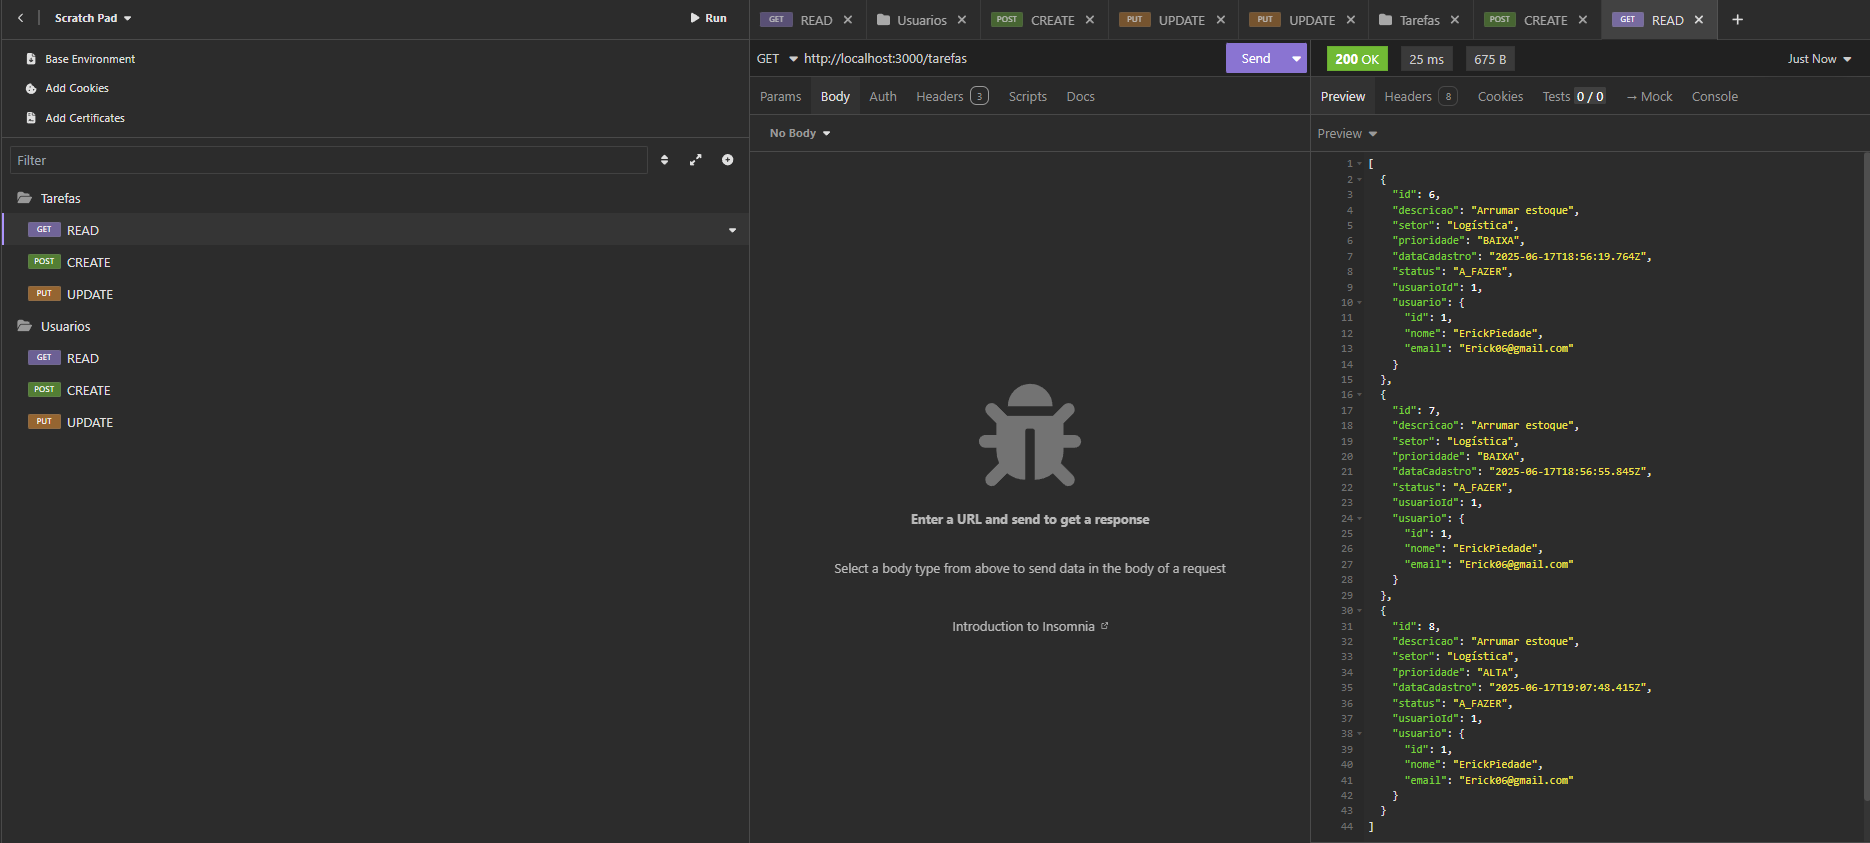 Scratch Pad
Run
Base Environment
Add Cookies
Add Certificates
Filter
Tarefas
GET READ
POST CREATE
PUT UPDATE
Usuarios
GET READ
POST CREATE
PUT UPDATE
GET READ Usuarios POST CREATE PUT UPDATE PUT UPDATE Tarefas POST CREATE GET READ
GET http://localhost:3000/tarefas Send
Params Body Auth Headers 3 Scripts Docs
No Body
Enter a URL and send to get a response
Select a body type from above to send data in the body of a request
Introduction to Insomnia
200 OK 25 ms 675 B Just Now
Preview Headers 8 Cookies Tests 0 / 0 → Mock Console
Preview
1 [
2 {
3 "id": 6,
4 "descricao": "Arrumar estoque",
5 "setor": "Logística",
6 "prioridade": "BAIXA",
7 "dataCadastro": "2025-06-17T18:56:19.764Z",
8 "status": "A_FAZER",
9 "usuarioId": 1,
10 "usuario": {
11 "id": 1,
12 "nome": "ErickPiedade",
13 "email": "Erick06@gmail.com"
14 }
15 },
16 {
17 "id": 7,
18 "descricao": "Arrumar estoque",
19 "setor": "Logística",
20 "prioridade": "BAIXA",
21 "dataCadastro": "2025-06-17T18:56:55.845Z",
22 "status": "A_FAZER",
23 "usuarioId": 1,
24 "usuario": {
25 "id": 1,
26 "nome": "ErickPiedade",
27 "email": "Erick06@gmail.com"
28 }
29 },
30 {
31 "id": 8,
32 "descricao": "Arrumar estoque",
33 "setor": "Logística",
34 "prioridade": "ALTA",
35 "dataCadastro": "2025-06-17T19:07:48.415Z",
36 "status": "A_FAZER",
37 "usuarioId": 1,
38 "usuario": {
39 "id": 1,
40 "nome": "ErickPiedade",
41 "email": "Erick06@gmail.com"
42 }
43 }
44 ]